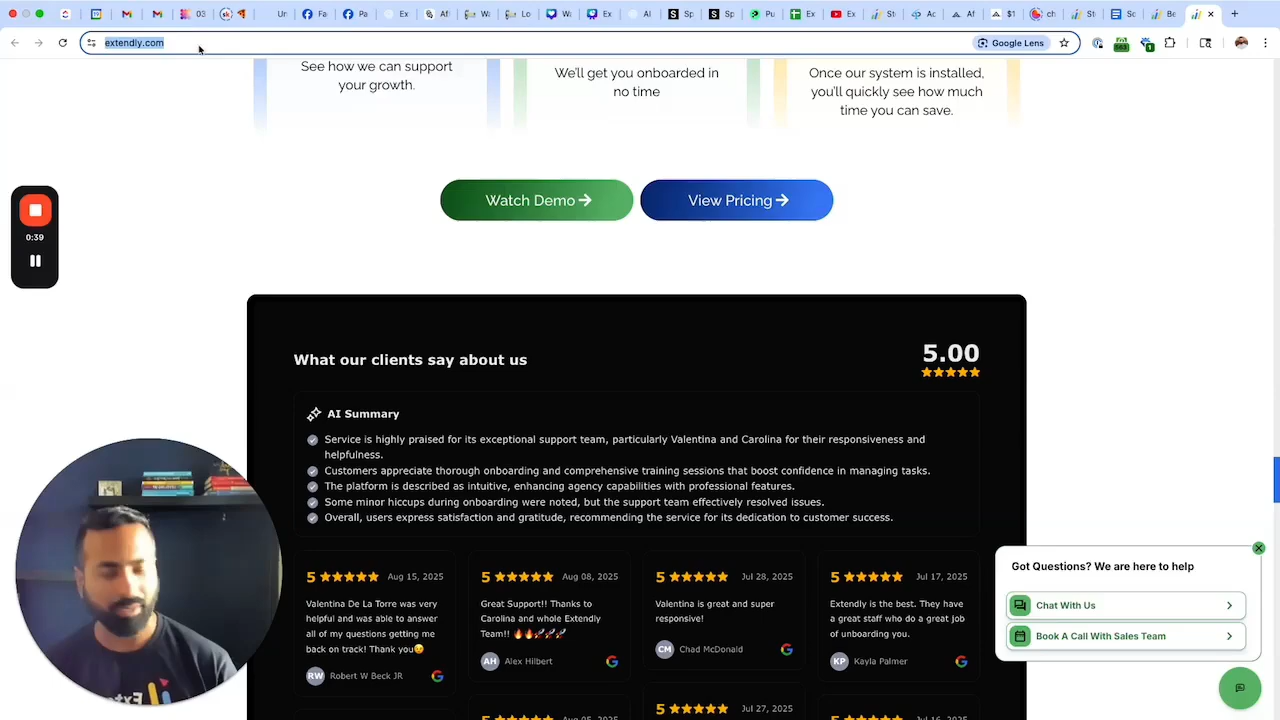 extendly.com
Google Lens
563
1
See how we can support
your growth.
We'll get you onboarded in
no time
Once our system is installed,
you'll quickly see how much
time you can save.
Watch Demo
View Pricing
0:39
What our clients say about us
5.00
AI Summary
Service is highly praised for its exceptional support team, particularly Valentina and Carolina for their responsiveness and
helpfulness.
Customers appreciate thorough onboarding and comprehensive training sessions that boost confidence in managing tasks.
The platform is described as intuitive, enhancing agency capabilities with professional features.
Some minor hiccups during onboarding were noted, but the support team effectively resolved issues.
Overall, users express satisfaction and gratitude, recommending the service for its dedication to customer success.
5 Aug 15, 2025
Valentina De La Torre was very
helpful and was able to answer
all of my questions getting me
back on track! Thank you😉
RW Robert W Beck JR
5 Aug 08, 2025
Great Support!! Thanks to
Carolina and whole Extendly
Team!! 🔥🔥🚀🚀🚀
AH Alex Hilbert
5 Jul 28, 2025
Valentina is great and super
responsive!
CM Chad McDonald
5 Jul 17, 2025
Extendly is the best. They have
a great staff who do a great job
of unboarding you.
KP Kayla Palmer
5 Jul 27, 2025
Got Questions? We are here to help
Chat With Us
Book A Call With Sales Team